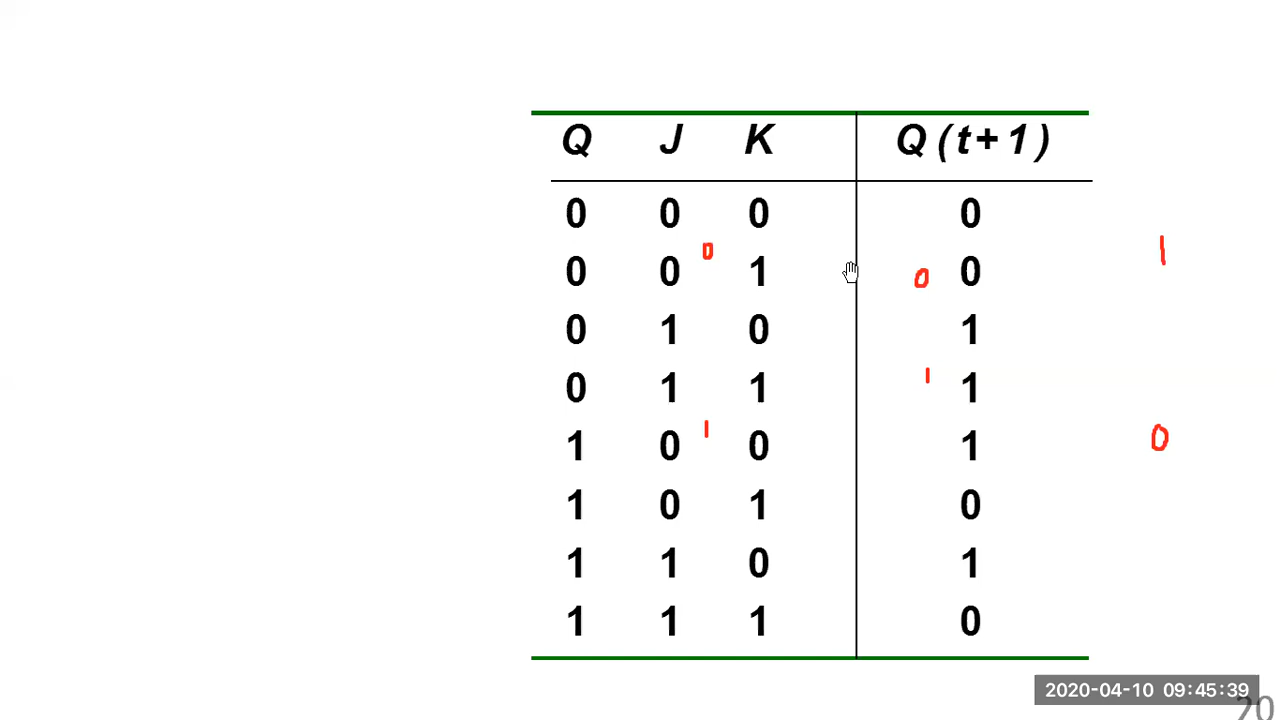 Q J K Q(t+1)
0 0 0 0
1
0
0 0 1 0 0
0 1 0 1
0 1 1 1 1
1
0
1 0 0 1
1 0 1 0
1 1 0 1
1 1 1 0
2020-04-10 09:45:39
20